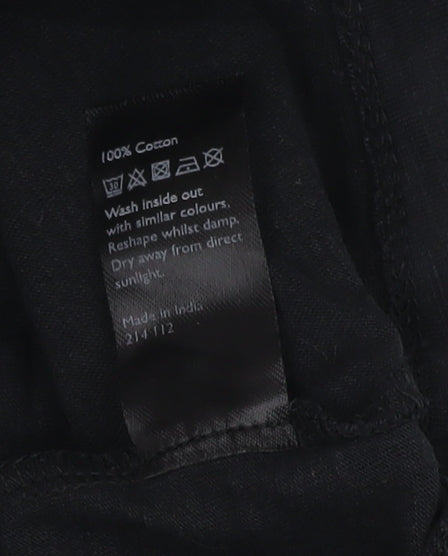 100% Cotton
30
Wash inside out
with similar colours.
Reshape whilst damp.
Dry away from direct
sunlight.
Made in India
214 112